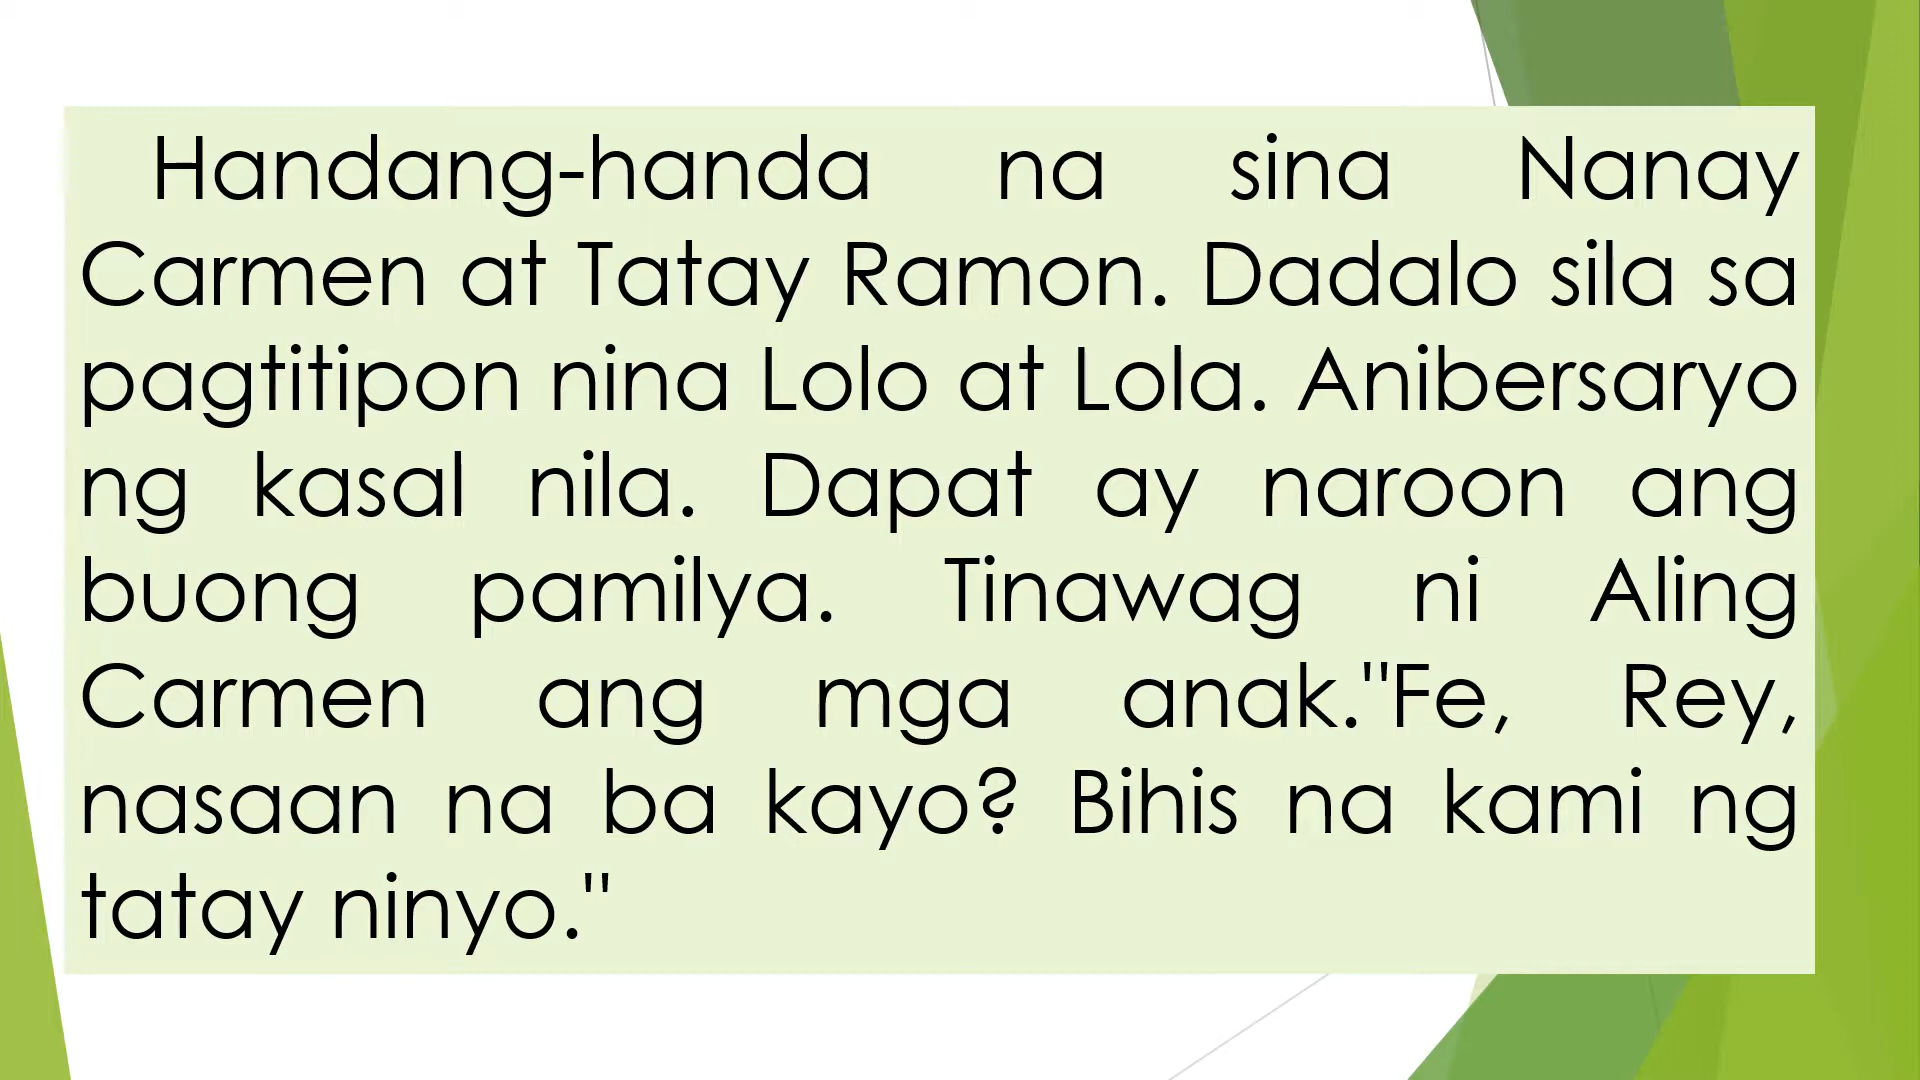 Handang-handa na sina Nanay
Carmen at Tatay Ramon. Dadalo sila sa
pagtitipon nina Lolo at Lola. Anibersaryo
ng kasal nila. Dapat ay naroon ang
buong pamilya. Tinawag ni Aling
Carmen ang mga anak."Fe, Rey,
nasaan na ba kayo? Bihis na kami ng
tatay ninyo."